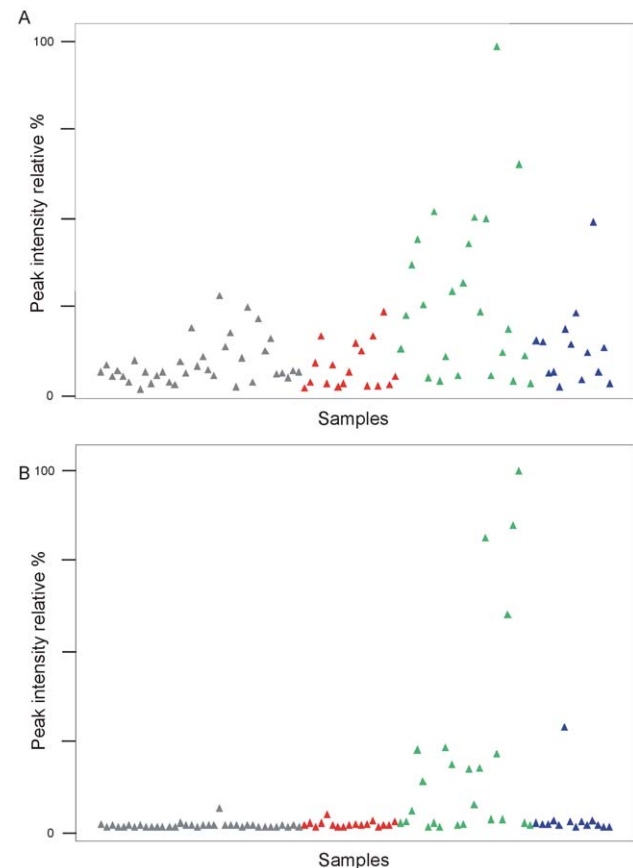 A
100
Peak intensity relative %
0
Samples
B
100
Peak intensity relative %
0
Samples